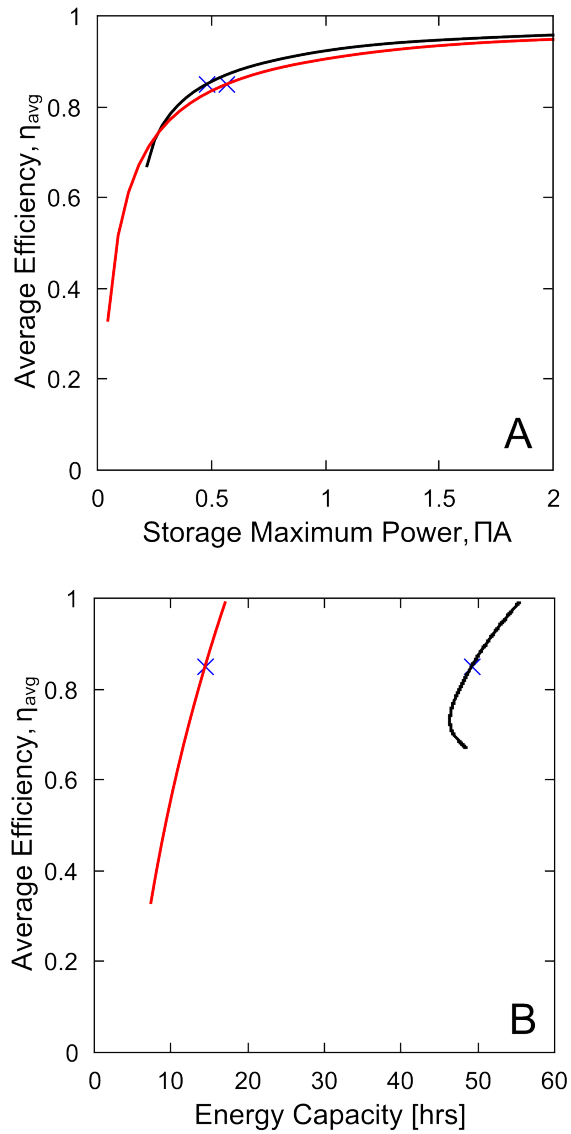 1
0.8
0.6
0.4
0.2
0
0 0.5 1 1.5 2
Average Efficiency, ηavg
Storage Maximum Power, ΠA
A
1
0.8
0.6
0.4
0.2
0
0 10 20 30 40 50 60
Average Efficiency, ηavg
Energy Capacity [hrs]
B